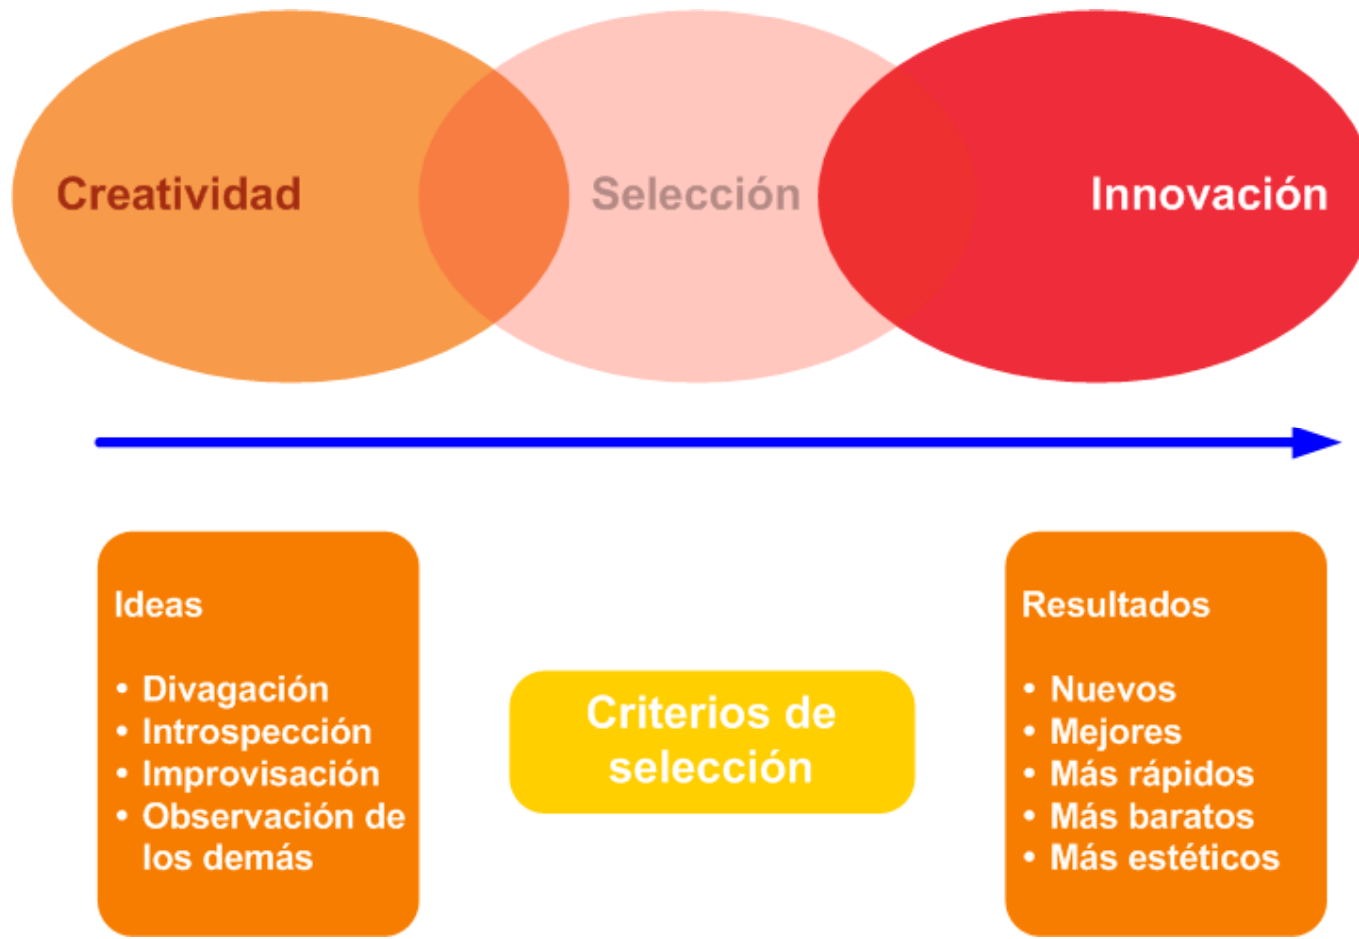 Creatividad
Selección
Innovación
Ideas
• Divagación
• Introspección
• Improvisación
• Observación de
los demás
Criterios de
selección
Resultados
• Nuevos
• Mejores
• Más rápidos
• Más baratos
• Más estéticos